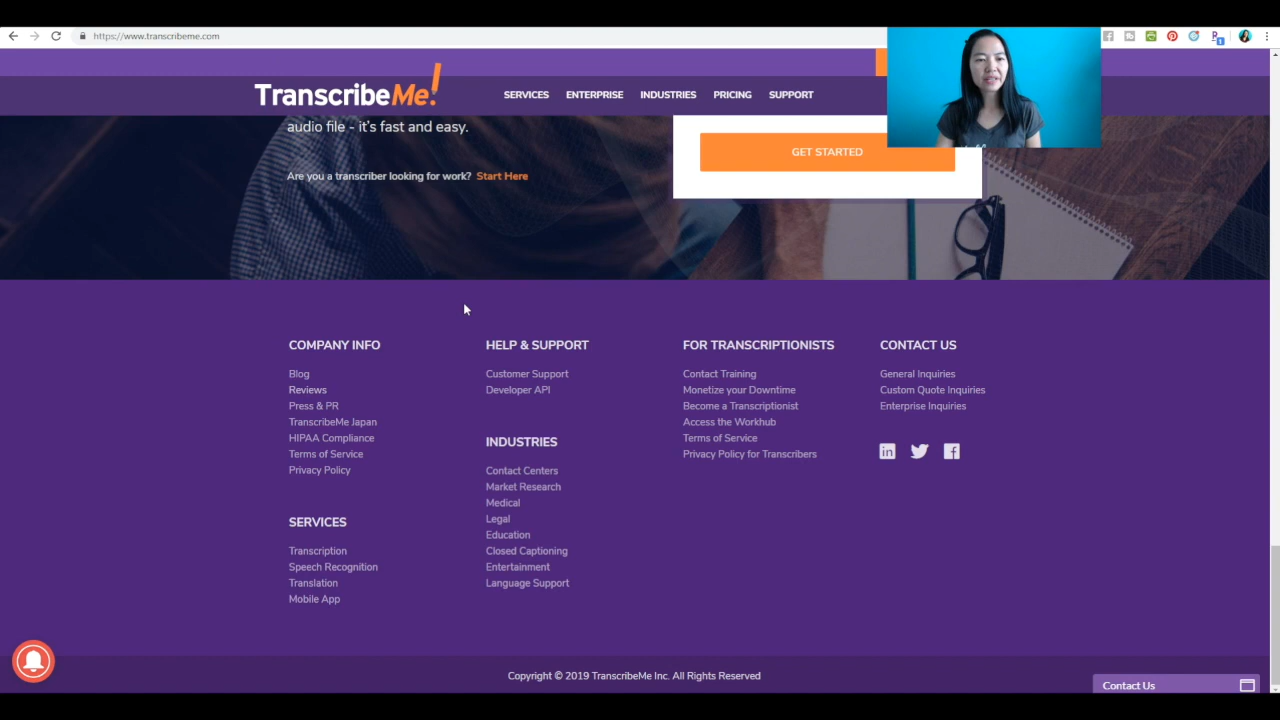 https://www.transcribeme.com
TranscribeMe!
SERVICES ENTERPRISE INDUSTRIES PRICING SUPPORT
audio file - it's fast and easy.
Are you a transcriber looking for work? Start Here
GET STARTED
COMPANY INFO
Blog
Reviews
Press & PR
TranscribeMe Japan
HIPAA Compliance
Terms of Service
Privacy Policy
SERVICES
Transcription
Speech Recognition
Translation
Mobile App
HELP & SUPPORT
Customer Support
Developer API
INDUSTRIES
Contact Centers
Market Research
Medical
Legal
Education
Closed Captioning
Entertainment
Language Support
FOR TRANSCRIPTIONISTS
Contact Training
Monetize your Downtime
Become a Transcriptionist
Access the Workhub
Terms of Service
Privacy Policy for Transcribers
CONTACT US
General Inquiries
Custom Quote Inquiries
Enterprise Inquiries
in
Copyright © 2019 TranscribeMe Inc. All Rights Reserved
Contact Us